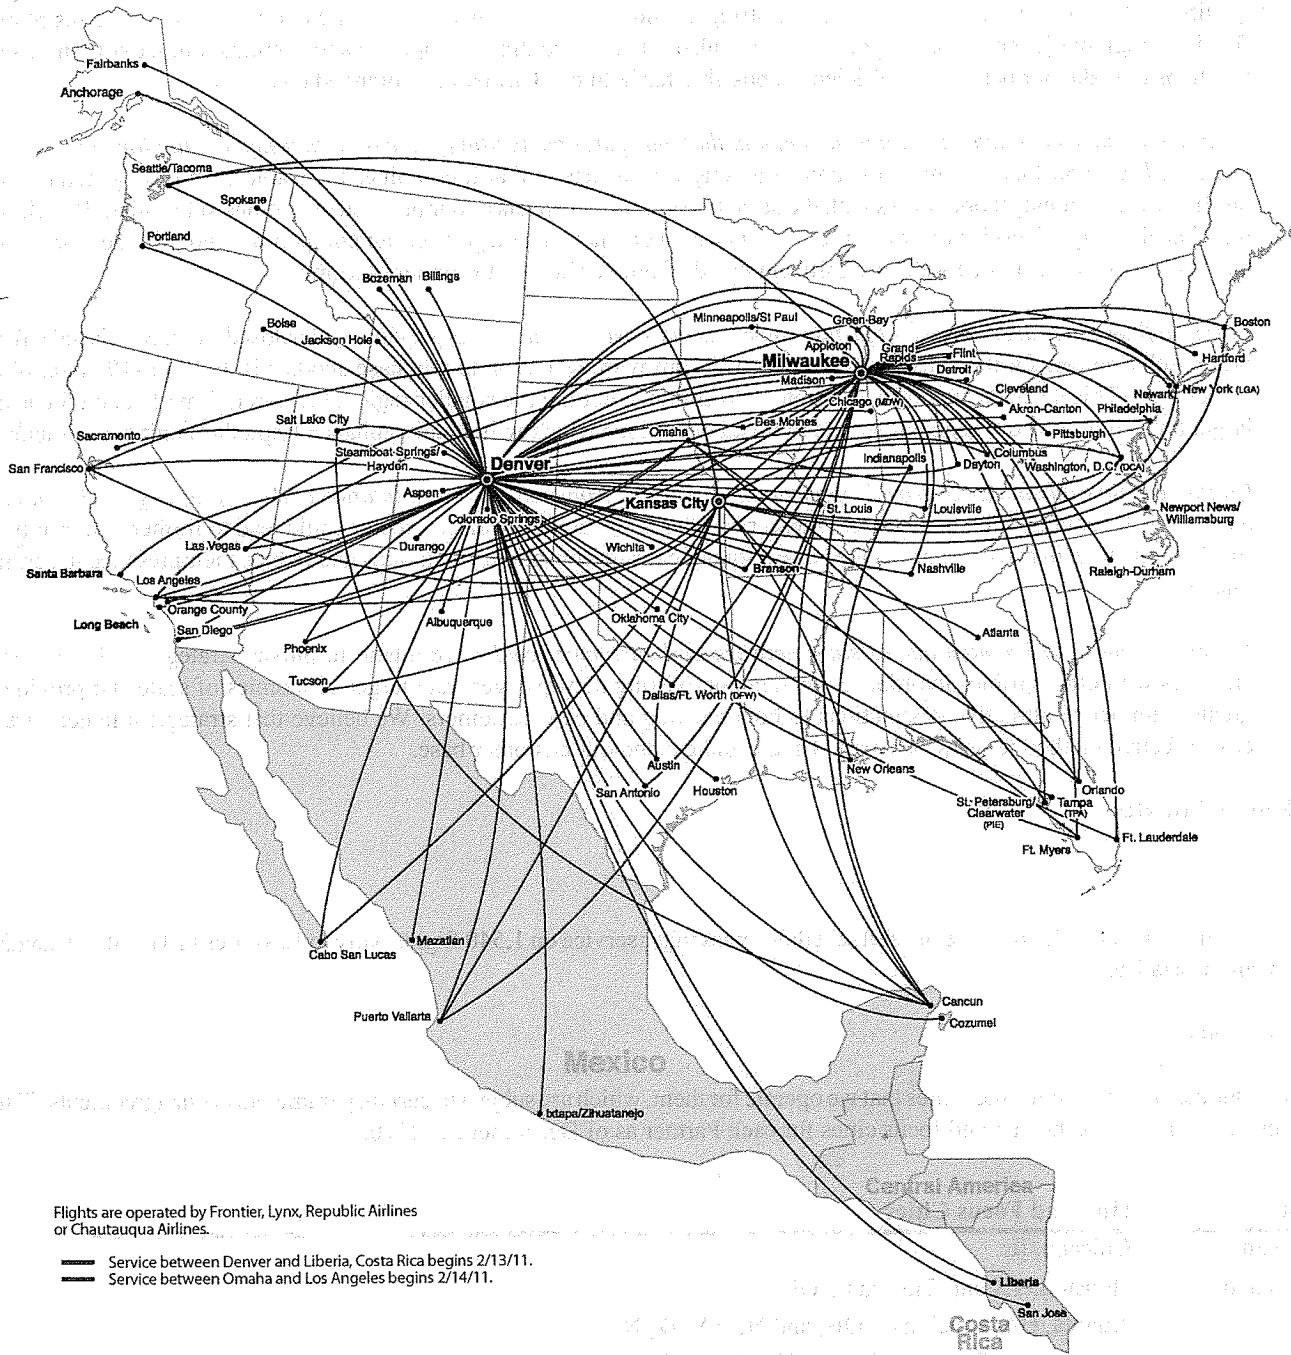 Fairbanks
Anchorage
Seattle/Tacoma
Spokane
Portland
Bozeman
Billings
Boise
Jackson Hole
Minneapolis/St Paul
Green Bay
Appleton
Grand
Rapids
Flint
Milwaukee
Detroit
Madison
Boston
Hartford
Newark
New York (LGA)
Cleveland
Chicago (MDW)
Akron-Canton
Philadelphia
Salt Lake City
Des Moines
Omaha
Pittsburgh
Sacramento
Steamboat Springs/
Hayden
San Francisco
Denver
Indianapolis
Dayton
Columbus
Washington, D.C. (DCA)
Aspen
Kansas City
St. Louis
Louisville
Newport News/
Williamsburg
Colorado Springs
Durango
Las Vegas
Wichita
Branson
Nashville
Raleigh-Durham
Santa Barbara
Los Angeles
Orange County
Long Beach
San Diego
Albuquerque
Oklahoma City
Atlanta
Phoenix
Tucson
Dallas/Ft. Worth (DFW)
Austin
San Antonio
Houston
New Orleans
Orlando
St. Petersburg/
Clearwater
(PIE)
Tampa
(TPA)
Ft. Myers
Ft. Lauderdale
Mazatlan
Cabo San Lucas
Puerto Vallarta
Cancun
Cozumel
Mexico
Ixtapa/Zihuatanejo
Central America
Liberia
San Jose
Costa
Rica
Flights are operated by Frontier, Lynx, Republic Airlines
or Chautauqua Airlines.
Service between Denver and Liberia, Costa Rica begins 2/13/11.
Service between Omaha and Los Angeles begins 2/14/11.